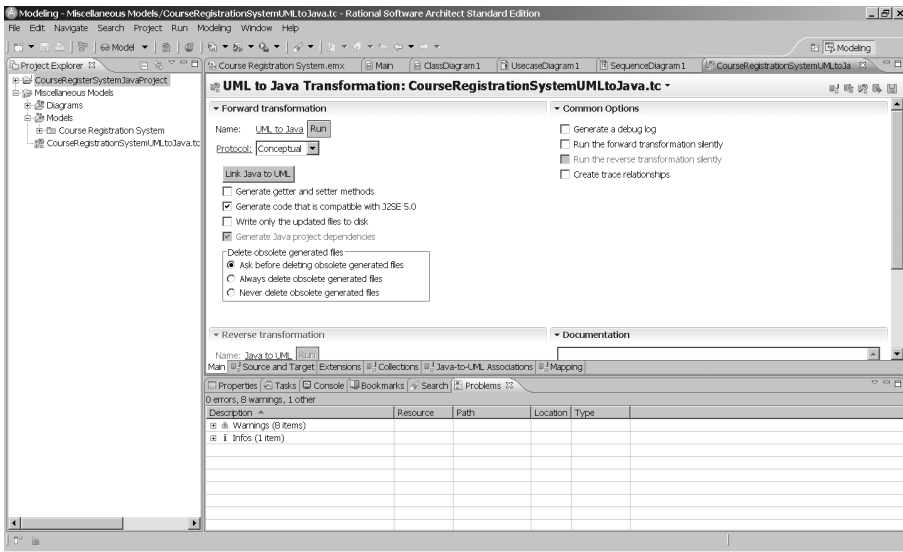 Modeling - Miscellaneous Models/CourseRegistrationSystemUMLtoJava.tc - Rational Software Architect Standard Edition
File Edit Navigate Search Project Run Modeling Window Help
Model
Modeling
Project Explorer
CourseRegisterSystemJavaProject
Miscellaneous Models
Diagrams
Models
Course Registration System
CourseRegistrationSystemUMLtoJava.tc
Course Registration System.emx
Main
ClassDiagram1
UsecaseDiagram1
SequenceDiagram1
CourseRegistrationSystemUMLtoJa
UML to Java Transformation: CourseRegistrationSystemUMLtoJava.tc
Forward transformation
Name: UML to Java Run
Protocol: Conceptual
Link Java to UML
Generate getter and setter methods
Generate code that is compatible with J2SE 5.0
Write only the updated files to disk
Generate Java project dependencies
Delete obsolete generated files
Ask before deleting obsolete generated files
Always delete obsolete generated files
Never delete obsolete generated files
Common Options
Generate a debug log
Run the forward transformation silently
Run the reverse transformation silently
Create trace relationships
Reverse transformation
Name: Java to UML Run
Documentation
Main Source and Target Extensions Collections Java-to-UML Associations Mapping
Properties Tasks Console Bookmarks Search Problems
0 errors, 8 warnings, 1 other
Description Resource Path Location Type
Warnings (8 items)
i Infos (1 item)